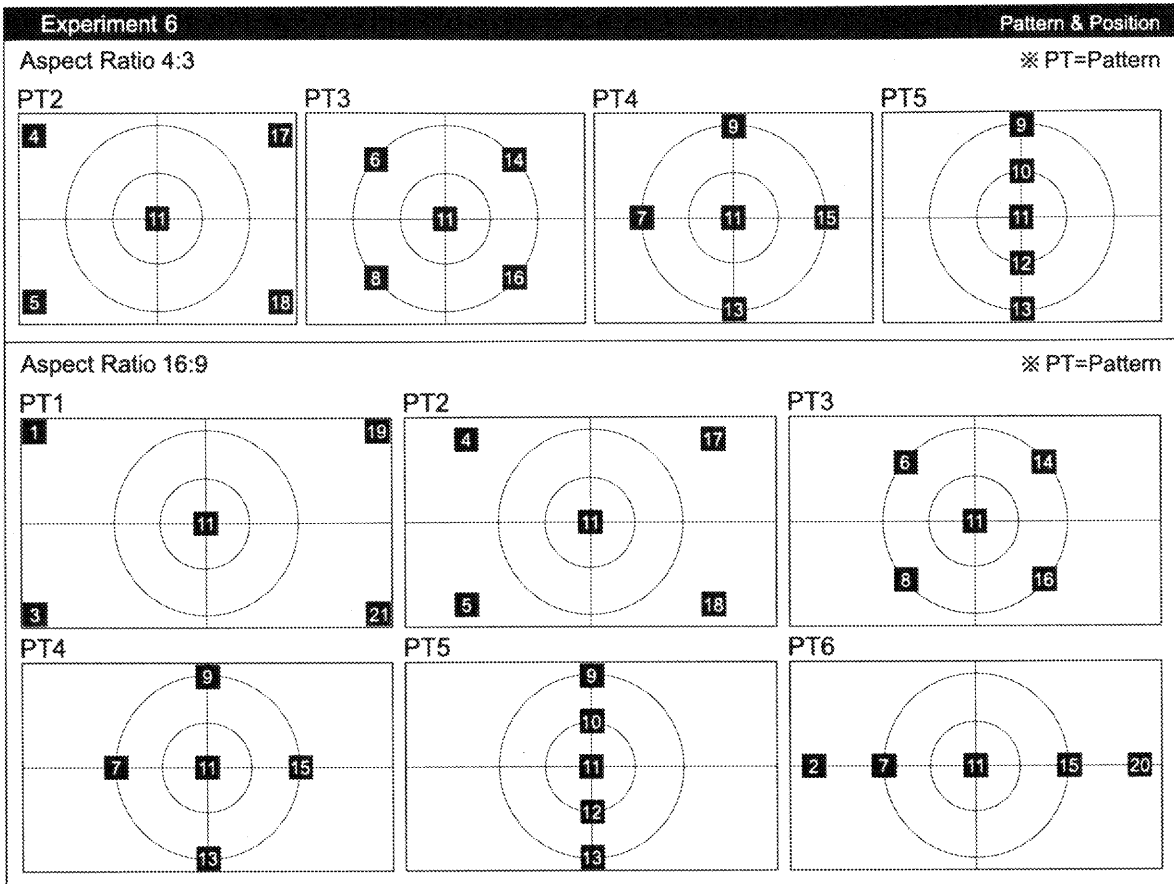 Experiment 6 Pattern & Position
Aspect Ratio 4:3 ※ PT=Pattern
PT2 PT3 PT4 PT5
4 17 6 14 9 9
10
11 11 7 11 15 11
12
5 18 8 16 13 13
Aspect Ratio 16:9 ※ PT=Pattern
PT1 PT2 PT3
1 19 4 17 6 14
11 11 11
3 21 5 18 8 16
PT4 PT5 PT6
9 9
10
7 11 15 11 2 7 11 15 20
12
13 13